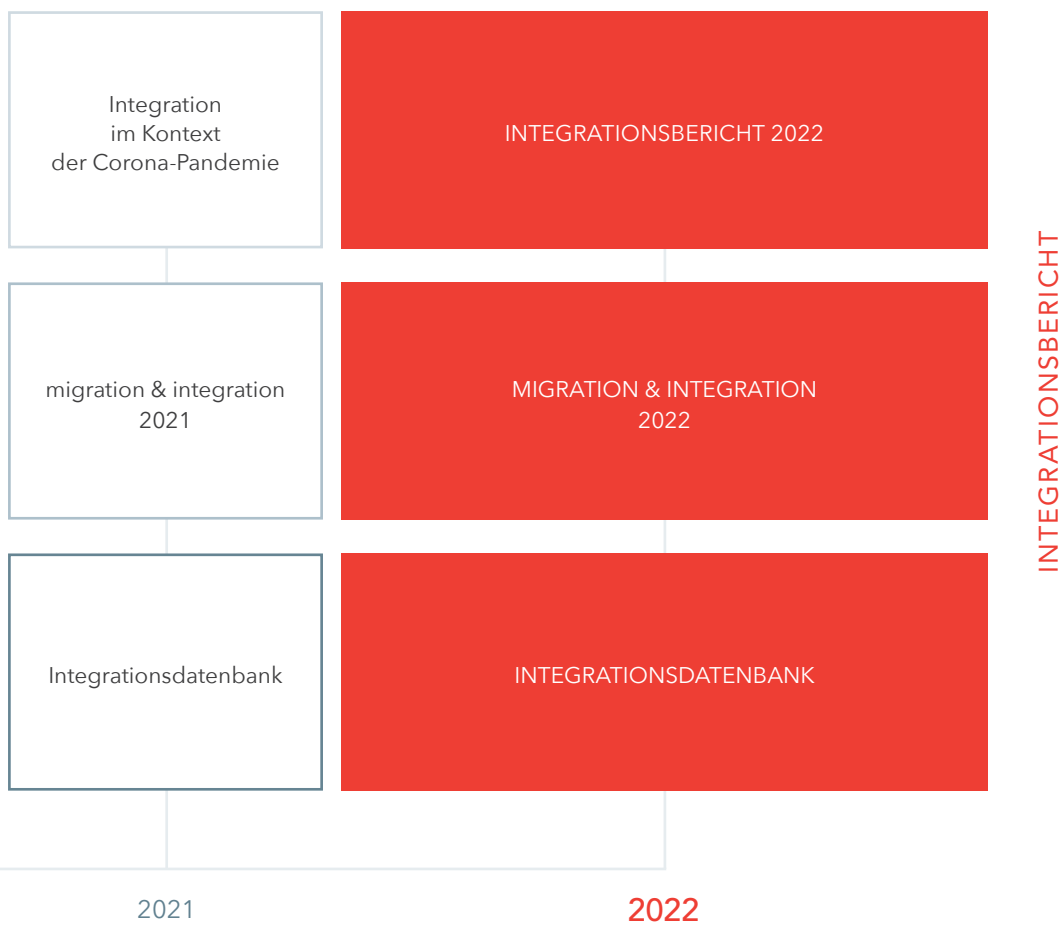 Integration
im Kontext
der Corona-Pandemie
INTEGRATIONSBERICHT 2022
migration & integration
2021
MIGRATION & INTEGRATION
2022
Integrationsdatenbank
INTEGRATIONSDATENBANK
2021
2022
INTEGRATIONSBERICHT